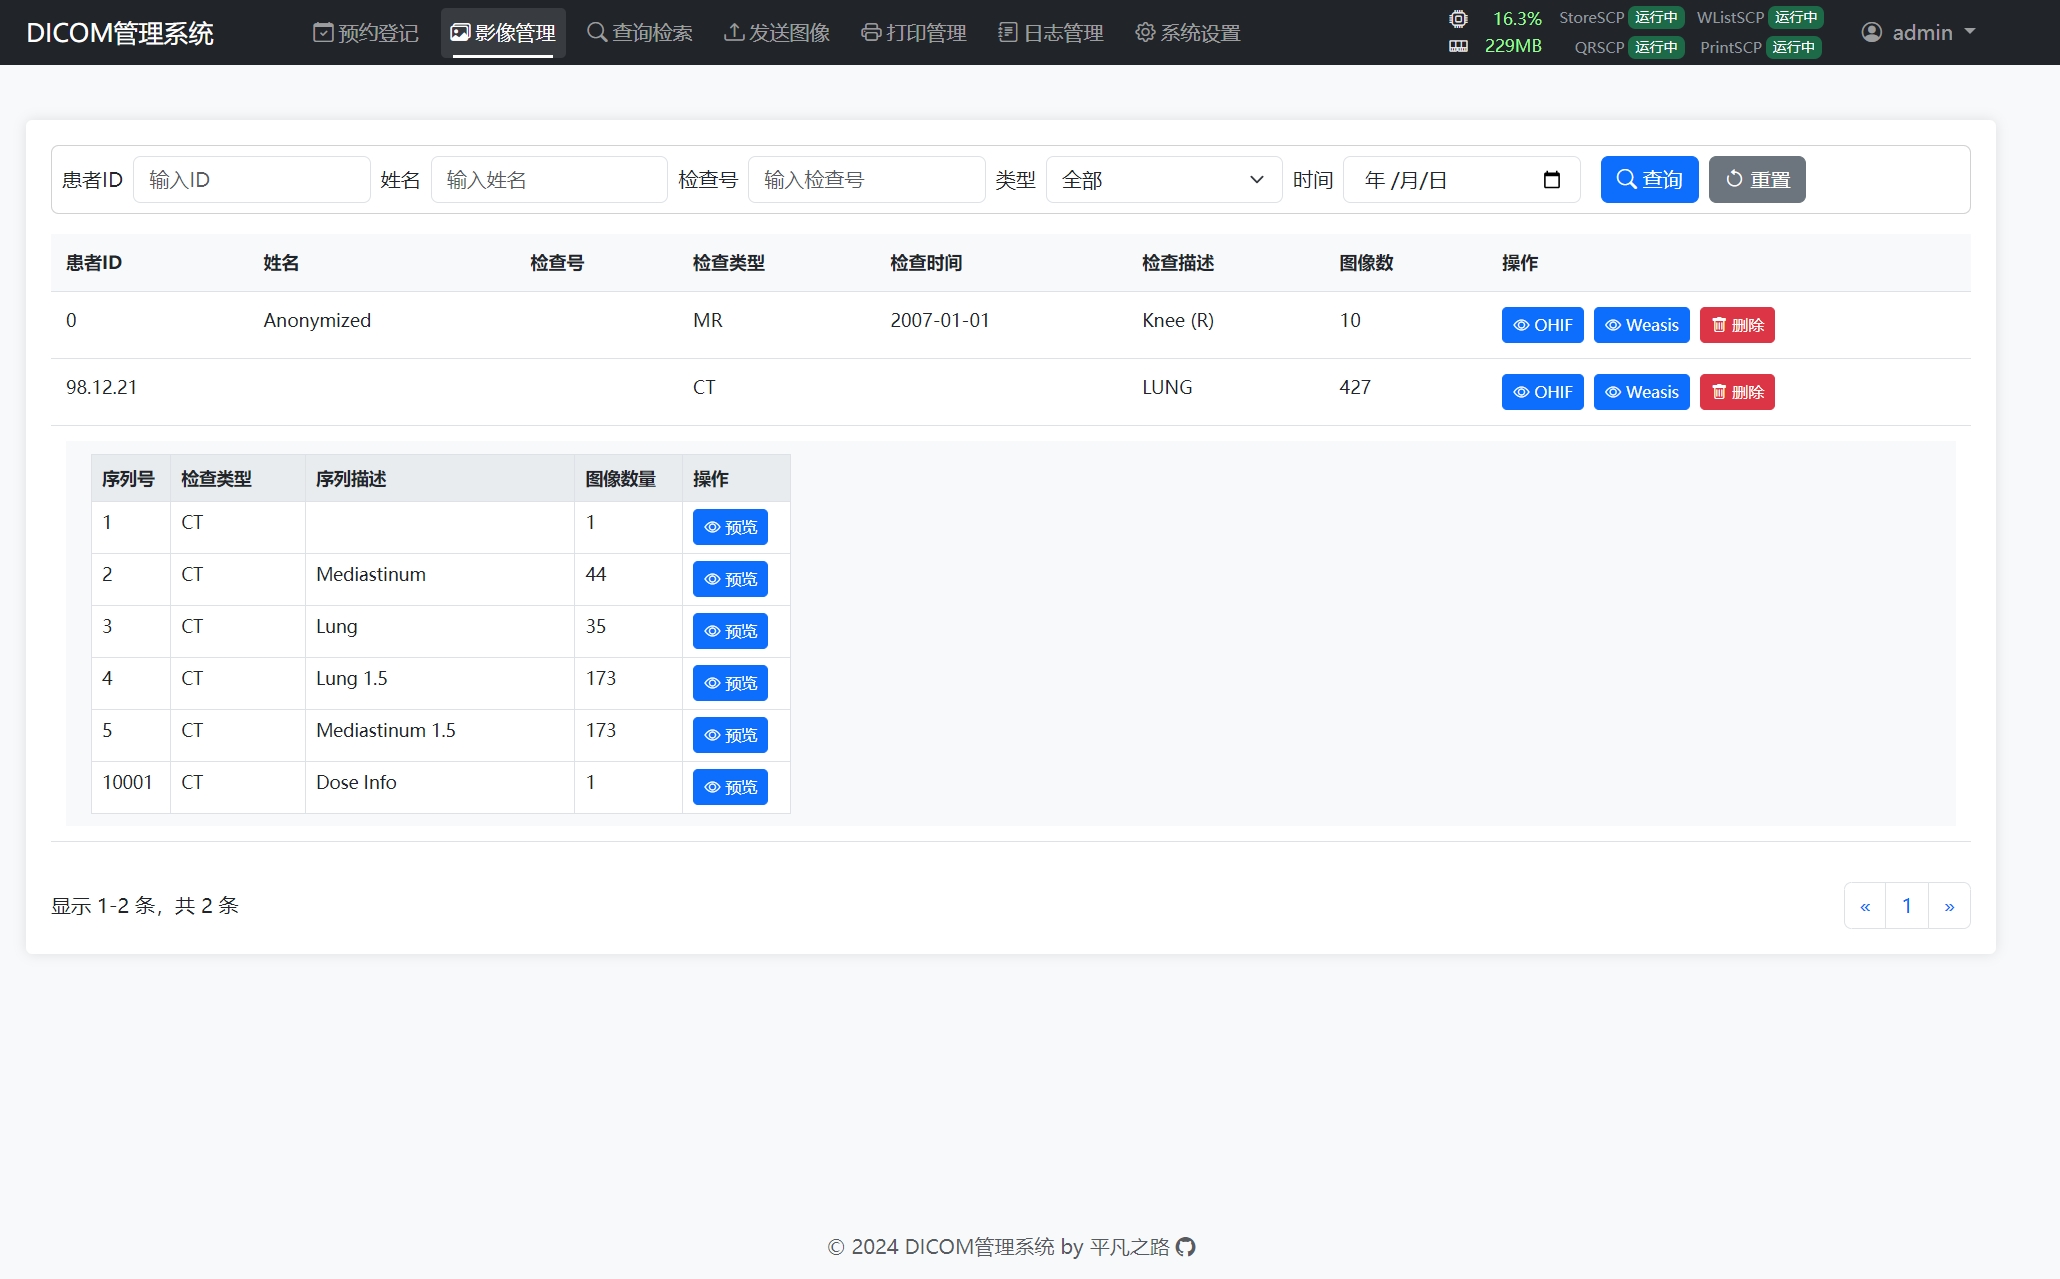 DICOM管理系统 预约登记 影像管理 查询检索 发送图像 打印管理 日志管理 系统设置 16.3% StoreSCP 运行中 WListSCP 运行中 admin
229MB QRSCP 运行中 PrintSCP 运行中
患者ID 输入ID 姓名 输入姓名 检查号 输入检查号 类型 全部 时间 年 /月/日 查询 重置
患者ID 姓名 检查号 检查类型 检查时间 检查描述 图像数 操作
0 Anonymized MR 2007-01-01 Knee (R) 10 OHIF Weasis 删除
98.12.21 CT LUNG 427 OHIF Weasis 删除
序列号 检查类型 序列描述 图像数量 操作
1 CT 1 预览
2 CT Mediastinum 44 预览
3 CT Lung 35 预览
4 CT Lung 1.5 173 预览
5 CT Mediastinum 1.5 173 预览
10001 CT Dose Info 1 预览
显示 1-2 条，共 2 条 « 1 »
© 2024 DICOM管理系统 by 平凡之路